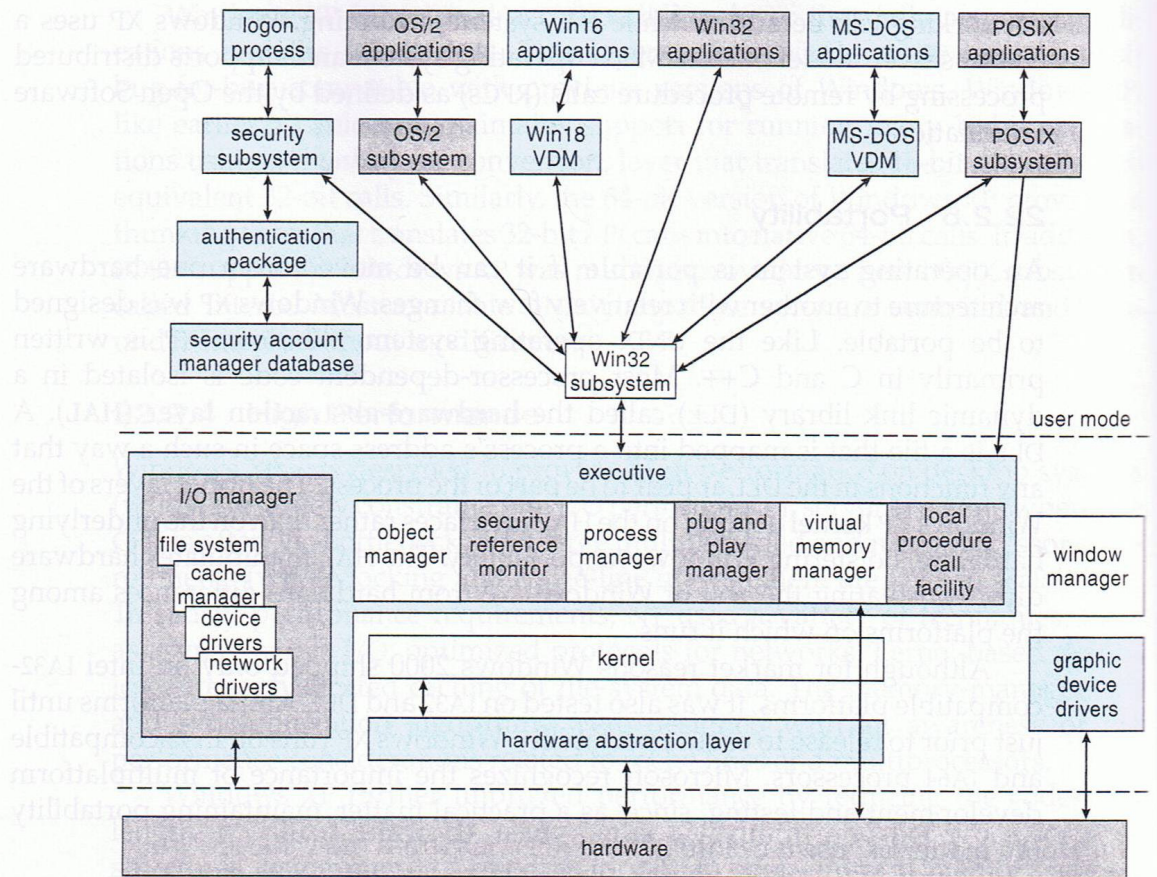 logon
process
OS/2
applications
Win16
applications
Win32
applications
MS-DOS
applications
POSIX
applications
security
subsystem
OS/2
subsystem
Win18
VDM
MS-DOS
VDM
POSIX
subsystem
authentication
package
security account
manager database
Win32
subsystem
user mode
executive
I/O manager
file system
cache
manager
device
drivers
network
drivers
object
manager
security
reference
monitor
process
manager
plug and
play
manager
virtual
memory
manager
local
procedure
call
facility
window
manager
kernel
graphic
device
drivers
hardware abstraction layer
hardware